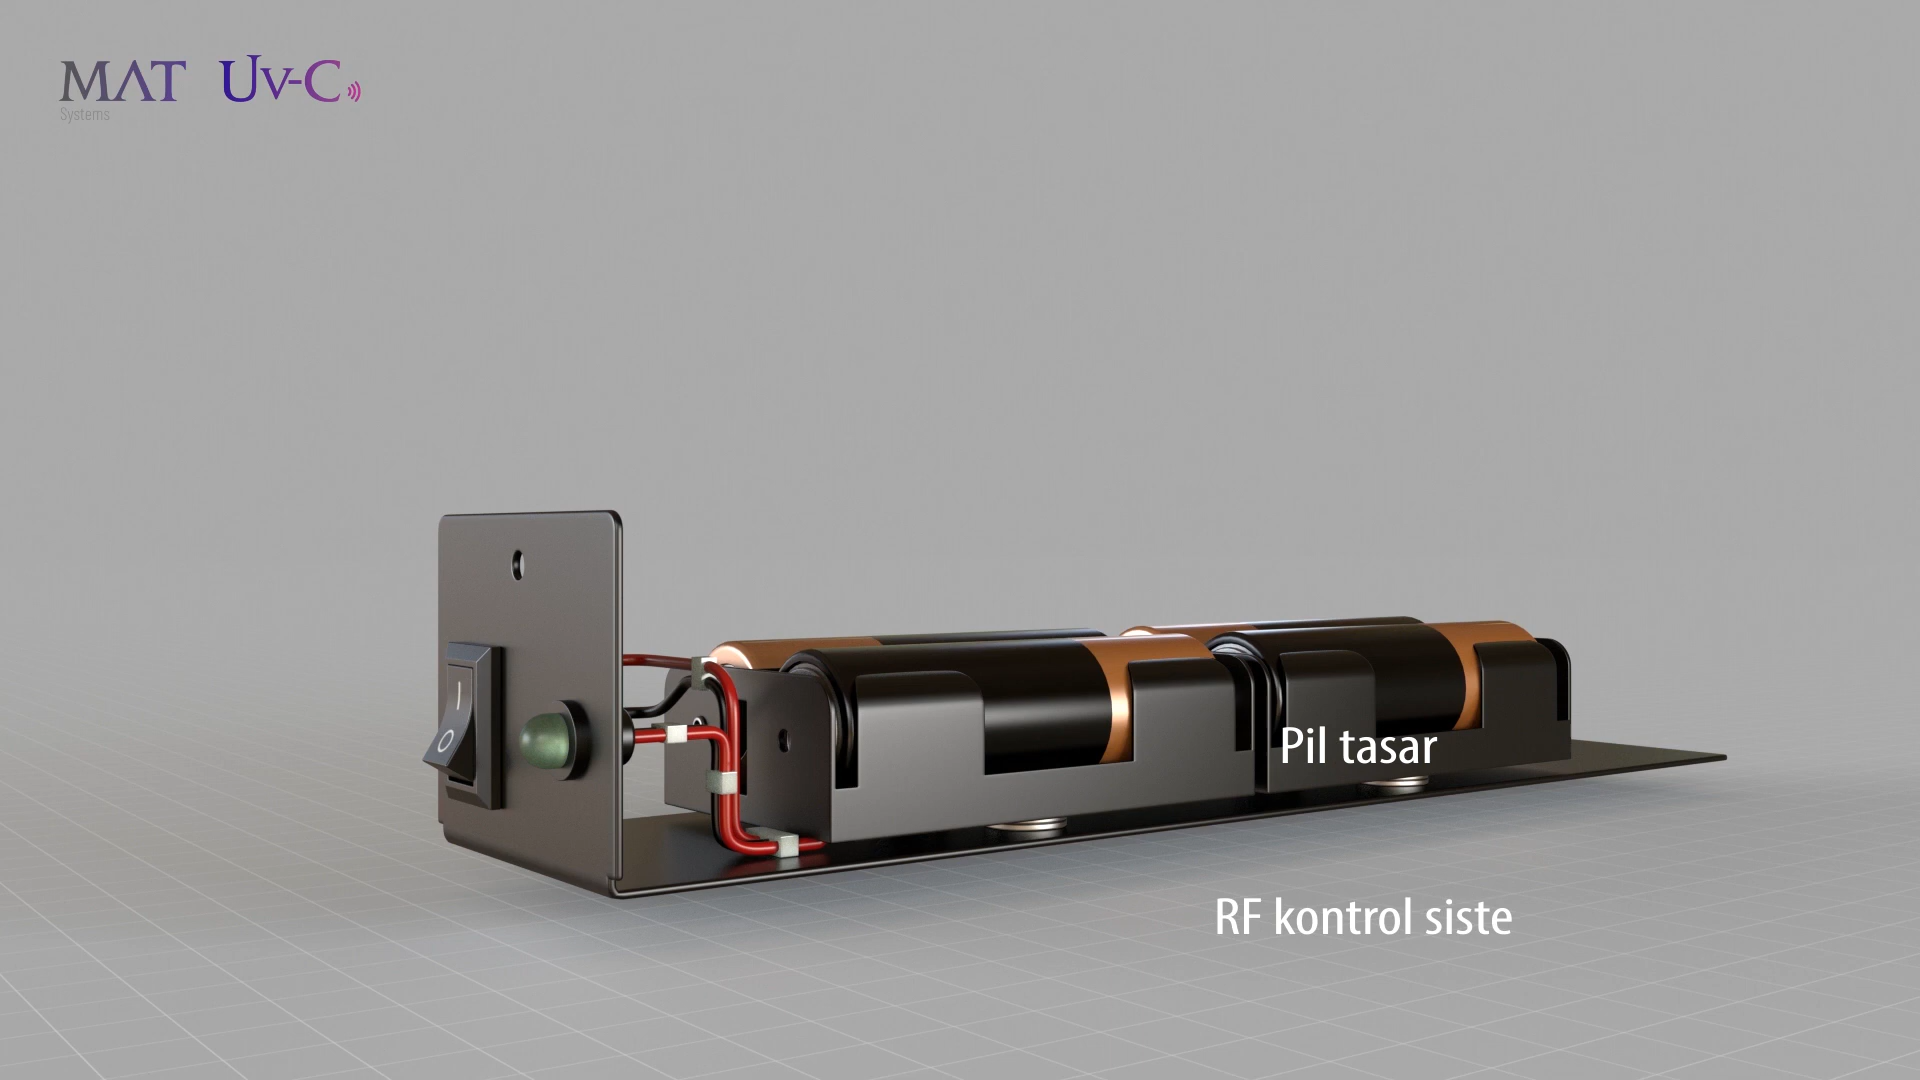 MAT Uv-C
Systems
I
O
Pil tasar
RF kontrol siste